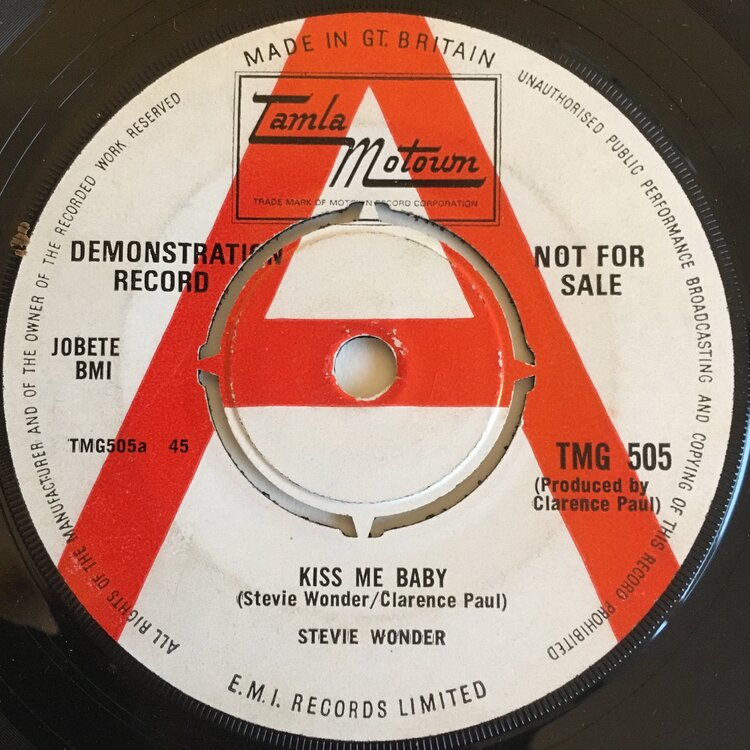 MADE IN GT. BRITAIN
UNAUTHORISED PUBLIC PERFORMANCE BROADCASTING AND COPYING OF THIS RECORD PROHIBITED
ALL RIGHTS OF THE MANUFACTURER AND OF THE OWNER OF THE RECORDED WORK RESERVED
Tamla
Motown
TRADE MARK OF MOTOWN RECORD CORPORATION
DEMONSTRATION
RECORD
NOT FOR
SALE
JOBETE
BMI
TMG505a 45
TMG 505
(Produced by
Clarence Paul)
KISS ME BABY
(Stevie Wonder/Clarence Paul)
STEVIE WONDER
E.M.I. RECORDS LIMITED
A